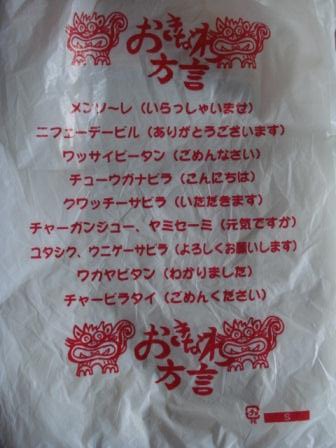 おきなわ
方言
メンソーレ（いらっしゃいませ）
ニフェーデービル（ありがとうございます）
ワッサイビータン（ごめんなさい）
チューウガナビラ（こんにちは）
クワッチーサビラ（いただきます）
チャーガンジュー、ヤミセーミ（元気ですか）
ユタシク、ウニゲーサビラ（よろしくお願いします）
ワカヤビタン（わかりました）
チャービラタイ（ごめんください）
おきなわ
方言
S